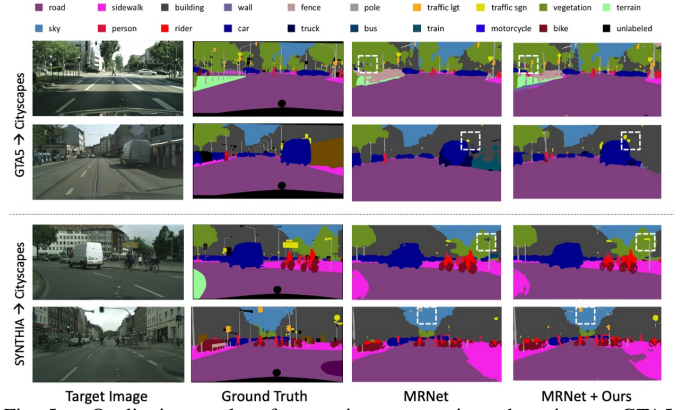 road sidewalk building wall fence pole traffic lgt traffic sgn vegetation terrain
sky person rider car truck bus train motorcycle bike unlabeled
GTA5 → Cityscapes
SYNTHIA → Cityscapes
Target Image Ground Truth MRNet MRNet + Ours